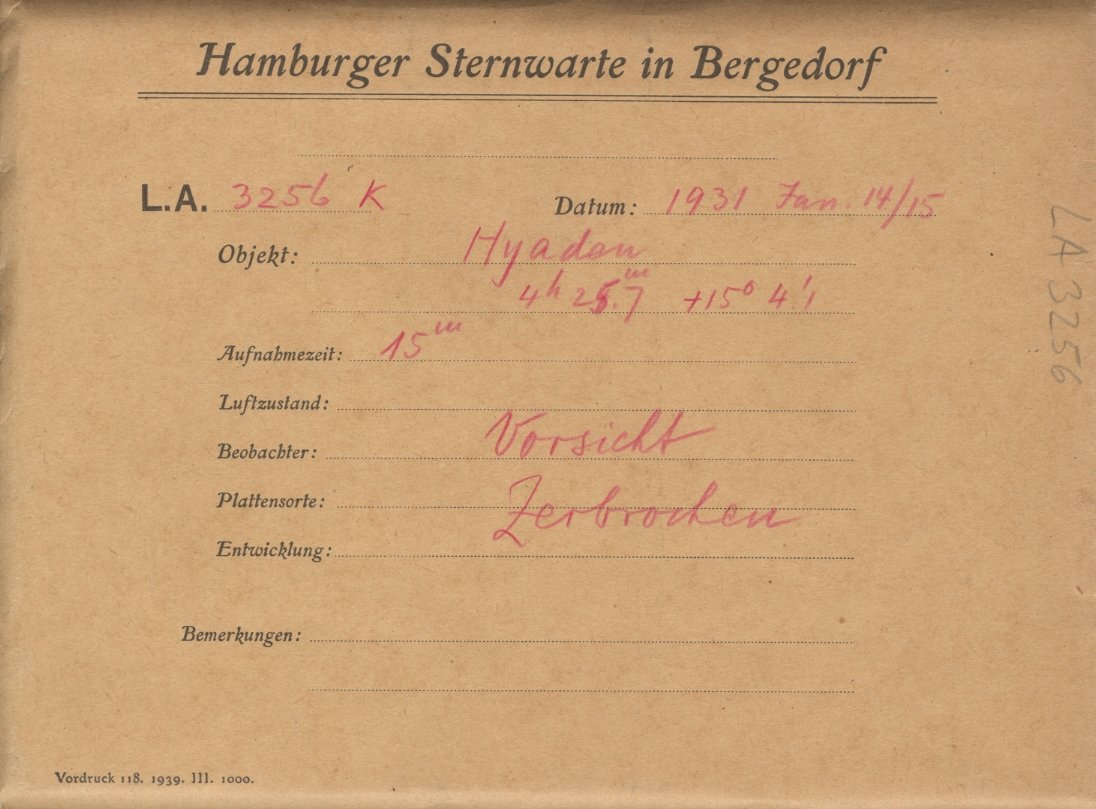 Hamburger Sternwarte in Bergedorf
L.A. 3256 K Datum: 1931 Jan. 14/15
Objekt: Hyaden
4h 25.7m +15° 4'.1
Aufnahmezeit: 15m
Luftzustand:
Beobachter: Vorsicht
Plattensorte: Zerbrochen
Entwicklung:
Bemerkungen:
Vordruck 118. 1939. III. 1000.
LA 3256